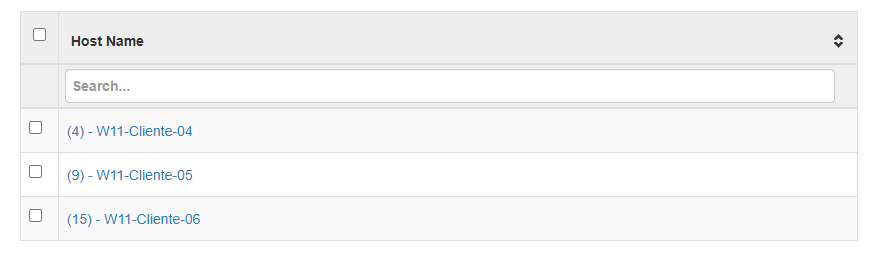 Host Name
Search...
(4) - W11-Cliente-04
(9) - W11-Cliente-05
(15) - W11-Cliente-06